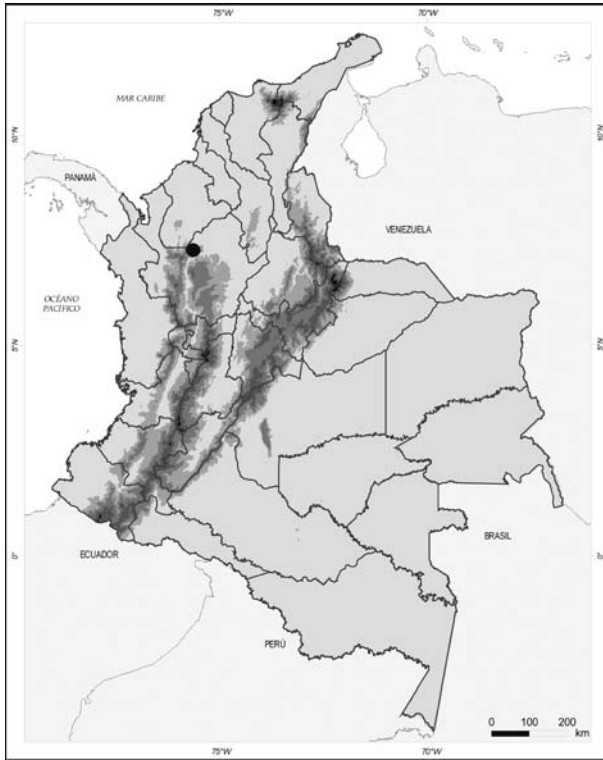 75°W
70°W
MAR CARIBE
10°N
10°N
PANAMÁ
VENEZUELA
OCÉANO
PACÍFICO
5°N
5°N
0°
0°
ECUADOR
BRASIL
PERÚ
0 100 200
km
75°W
70°W